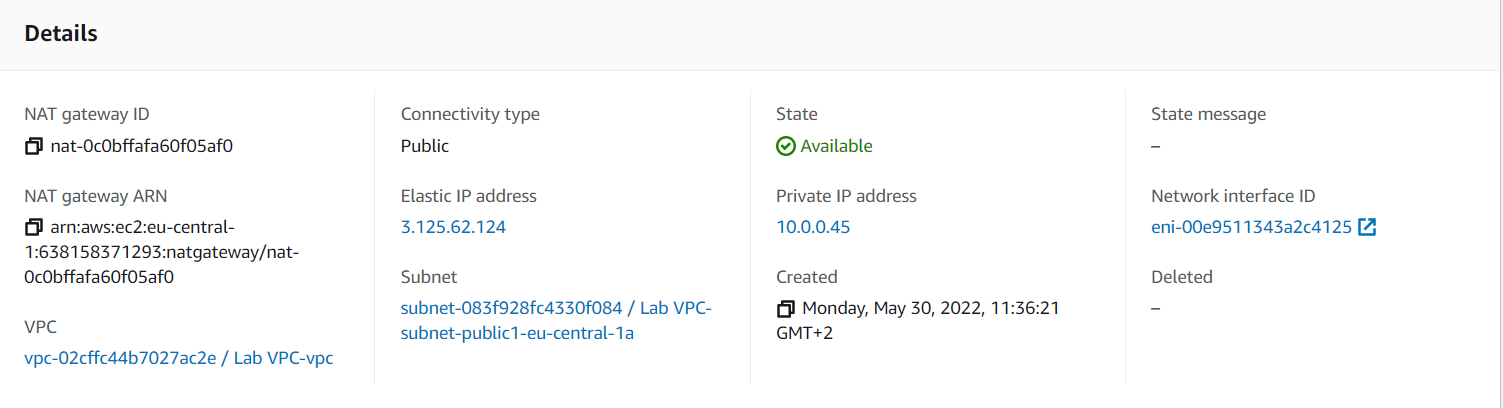 Details
NAT gateway ID
nat-0c0bffafa60f05af0
NAT gateway ARN
arn:aws:ec2:eu-central-
1:638158371293:natgateway/nat-
0c0bffafa60f05af0
VPC
vpc-02cffc44b7027ac2e / Lab VPC-vpc
Connectivity type
Public
Elastic IP address
3.125.62.124
Subnet
subnet-083f928fc4330f084 / Lab VPC-
subnet-public1-eu-central-1a
State
Available
Private IP address
10.0.0.45
Created
Monday, May 30, 2022, 11:36:21
GMT+2
State message
–
Network interface ID
eni-00e9511343a2c4125
Deleted
–